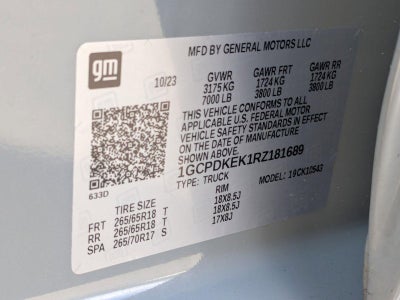 gm
MFD BY GENERAL MOTORS LLC
10/23 GVWR GAWR FRT GAWR RR
3175 KG 1724 KG 1724 KG
7000 LB 3800 LB 3800 LB
THIS VEHICLE CONFORMS TO ALL
APPLICABLE U.S. FEDERAL MOTOR
VEHICLE SAFETY STANDARDS IN EFFECT
ON THE DATE OF MANUFACTURE
SHOWN ABOVE.
1GCPDKEK1RZ181689
633D TYPE: TRUCK MODEL: 19CK10543
TIRE SIZE RIM
FRT 265/65R18 T 18X8.5J
RR 265/65R18 T 18X8.5J
SPA 265/70R17 S 17X8J